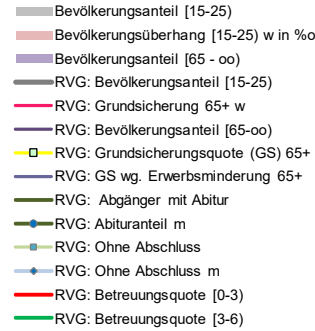 Bevölkerungsanteil [15-25)
Bevölkerungsüberhang [15-25) w in %o
Bevölkerungsanteil [65 - oo)
RVG: Bevölkerungsanteil [15-25)
RVG: Grundsicherung 65+ w
RVG: Bevölkerungsanteil [65-oo)
RVG: Grundsicherungsquote (GS) 65+
RVG: GS wg. Erwerbsminderung 65+
RVG: Abgänger mit Abitur
RVG: Abituranteil m
RVG: Ohne Abschluss
RVG: Ohne Abschluss m
RVG: Betreuungsquote [0-3)
RVG: Betreuungsquote [3-6)